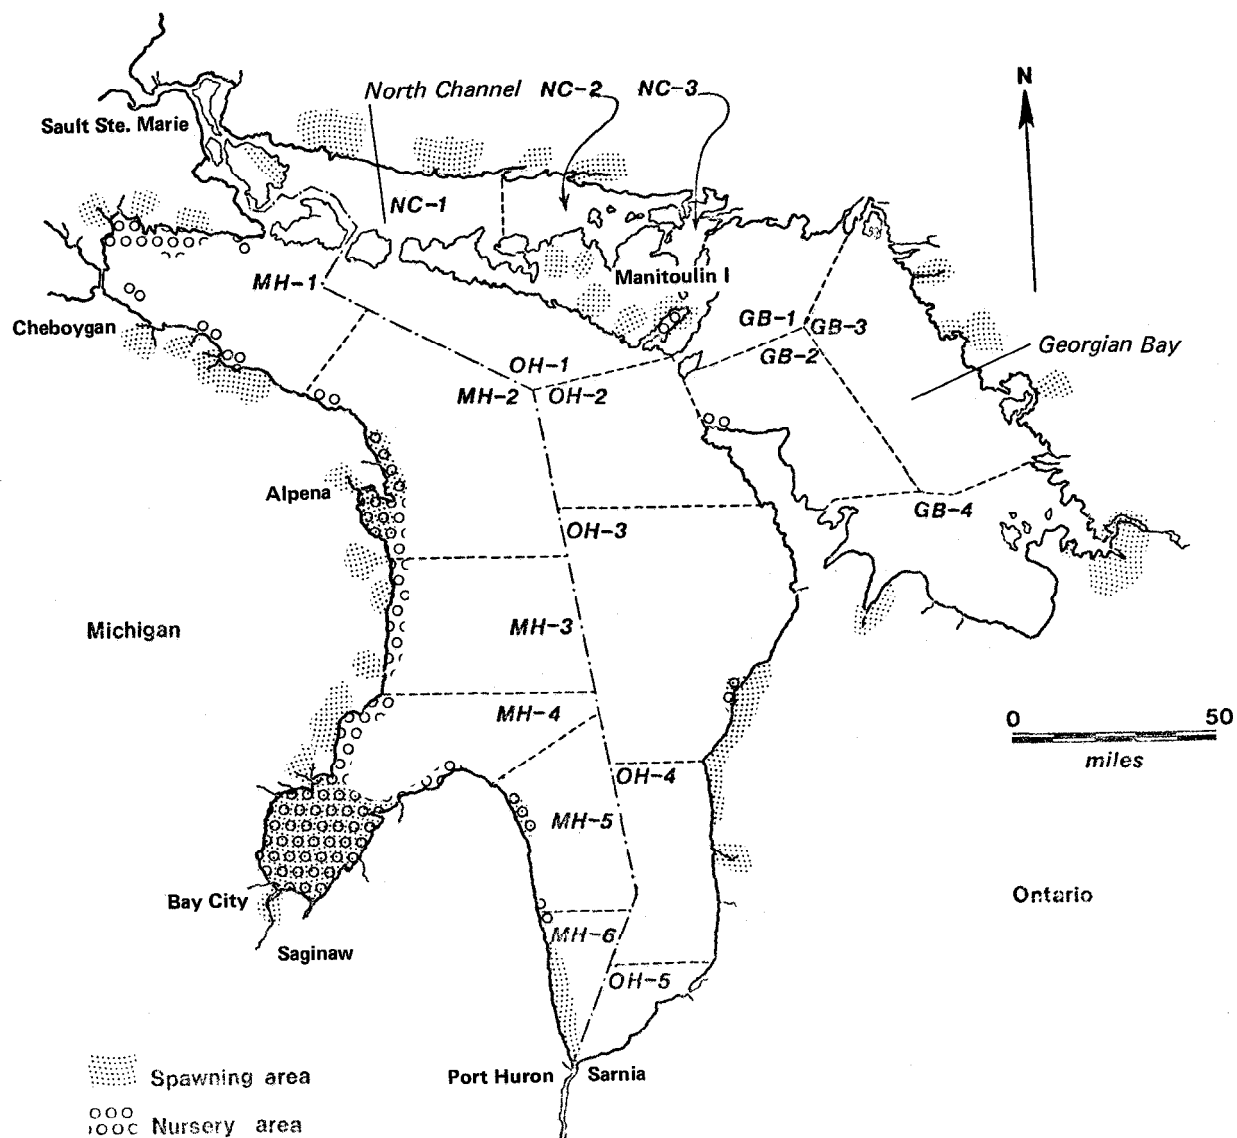 N
North Channel NC-2 NC-3
Sault Ste. Marie
NC-1
MH-1
Manitoulin I
Cheboygan
GB-1 GB-3
GB-2
Georgian Bay
OH-1
MH-2 OH-2
Alpena
GB-4
OH-3
Michigan
MH-3
MH-4
0 50
miles
OH-4
MH-5
Bay City
Ontario
MH-6
Saginaw
OH-5
Port Huron Sarnia
Spawning area
Nursery area